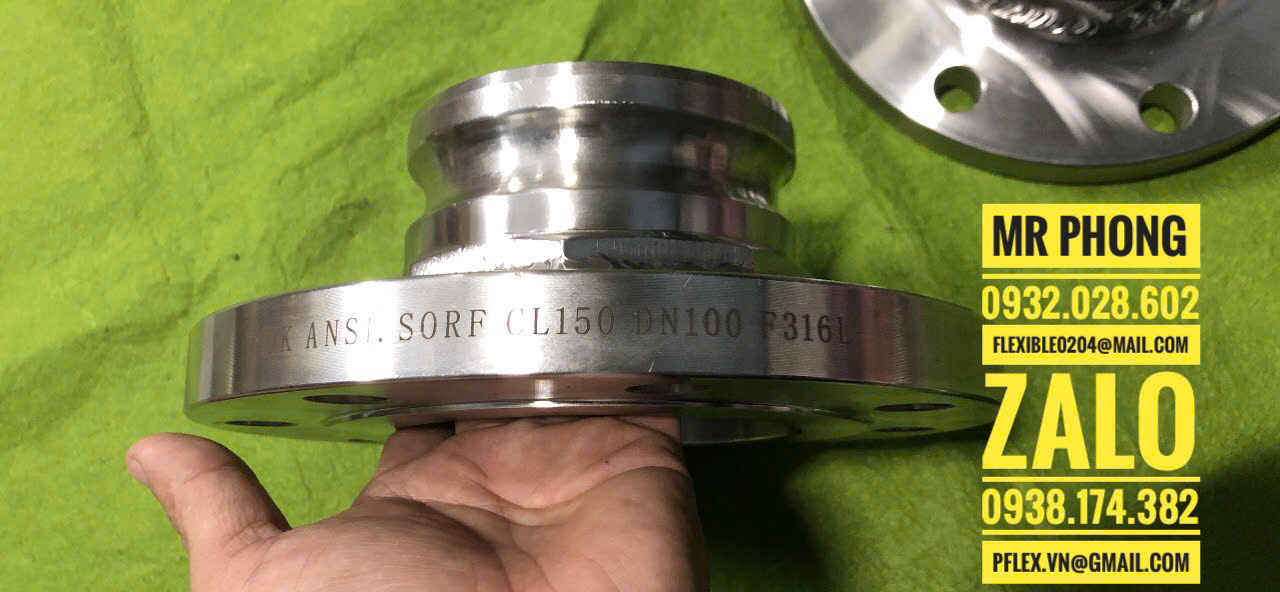 K ANSI. SORF CL150 DN100 F316L
MR PHONG
0932.028.602
FLEXIBLE0204@MAIL.COM
ZALO
0938.174.382
PFLEX.VN@GMAIL.COM